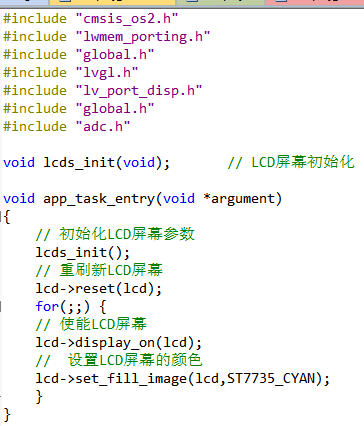 #include "cmsis_os2.h"
#include "lwmem_porting.h"
#include "global.h"
#include "lvgl.h"
#include "lv_port_disp.h"
#include "global.h"
#include "adc.h"
void lcds_init(void);       // LCD屏幕初始化
void app_task_entry(void *argument)
{
    // 初始化LCD屏幕参数
    lcds_init();
    // 重刷新LCD屏幕
    lcd->reset(lcd);
    for(;;) {
    // 使能LCD屏幕
    lcd->display_on(lcd);
    //  设置LCD屏幕的颜色
    lcd->set_fill_image(lcd,ST7735_CYAN);
    }
}